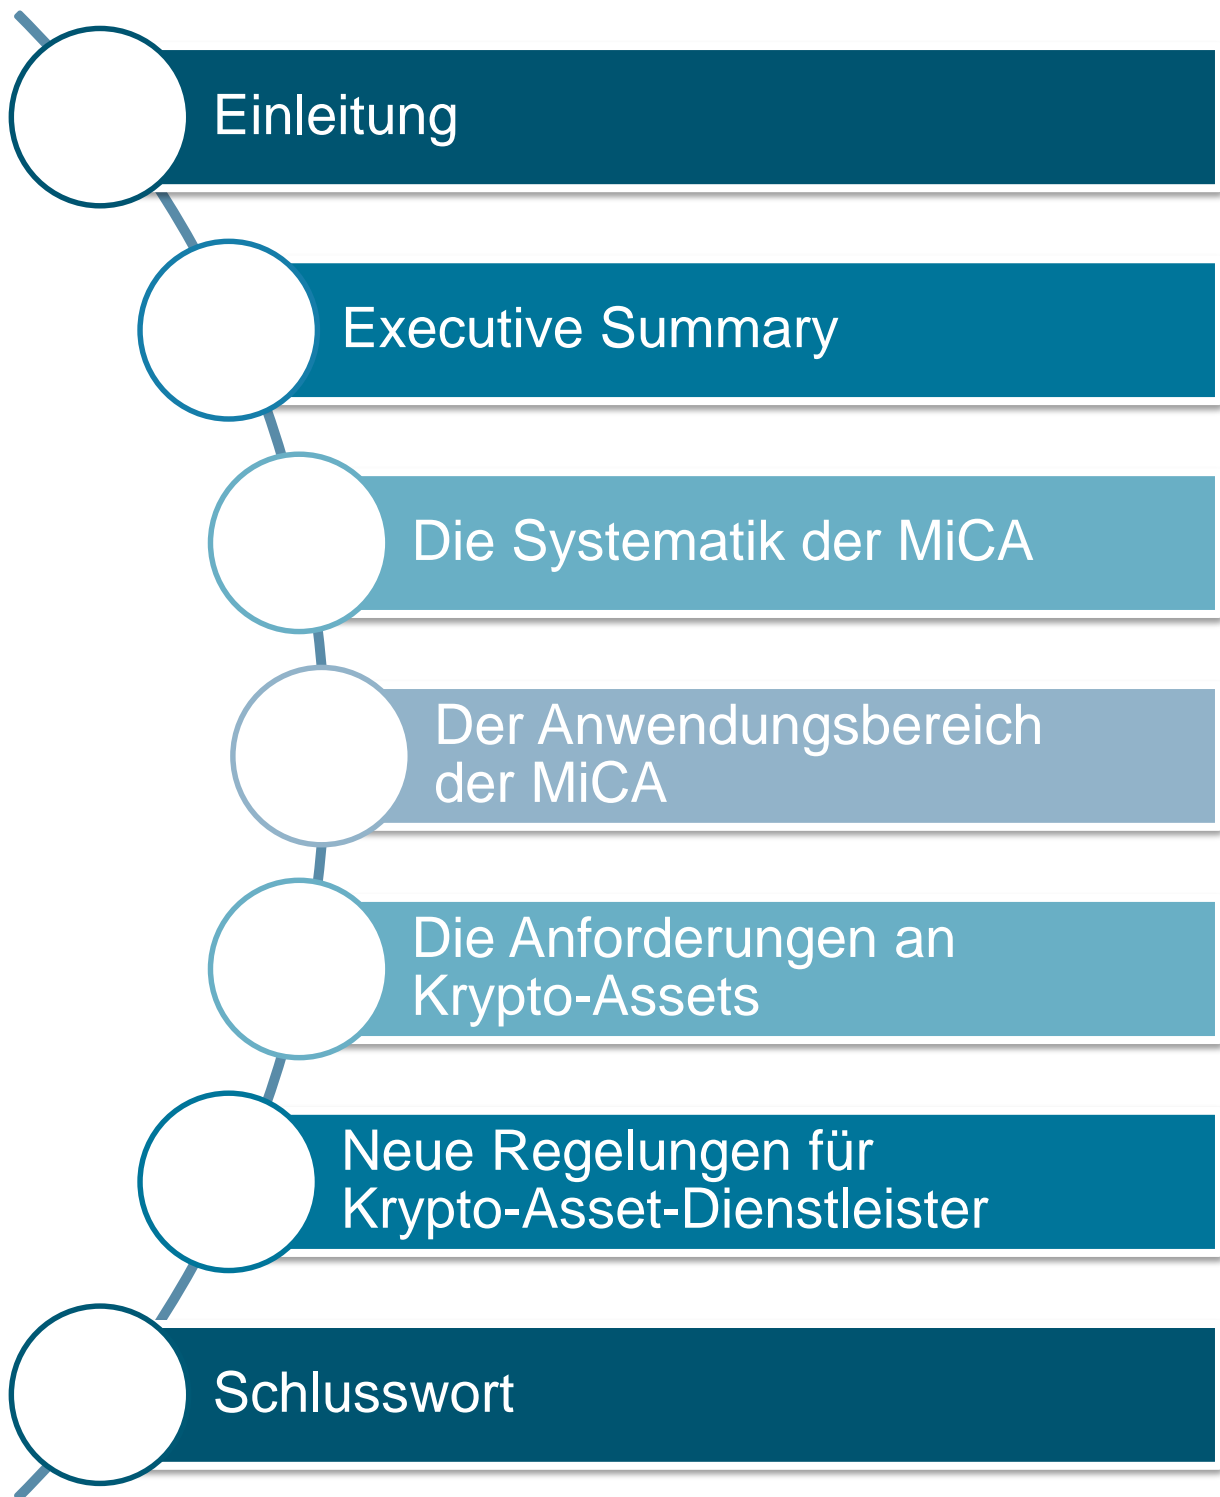 Einleitung
Executive Summary
Die Systematik der MiCA
Der Anwendungsbereich
der MiCA
Die Anforderungen an
Krypto-Assets
Neue Regelungen für
Krypto-Asset-Dienstleister
Schlusswort